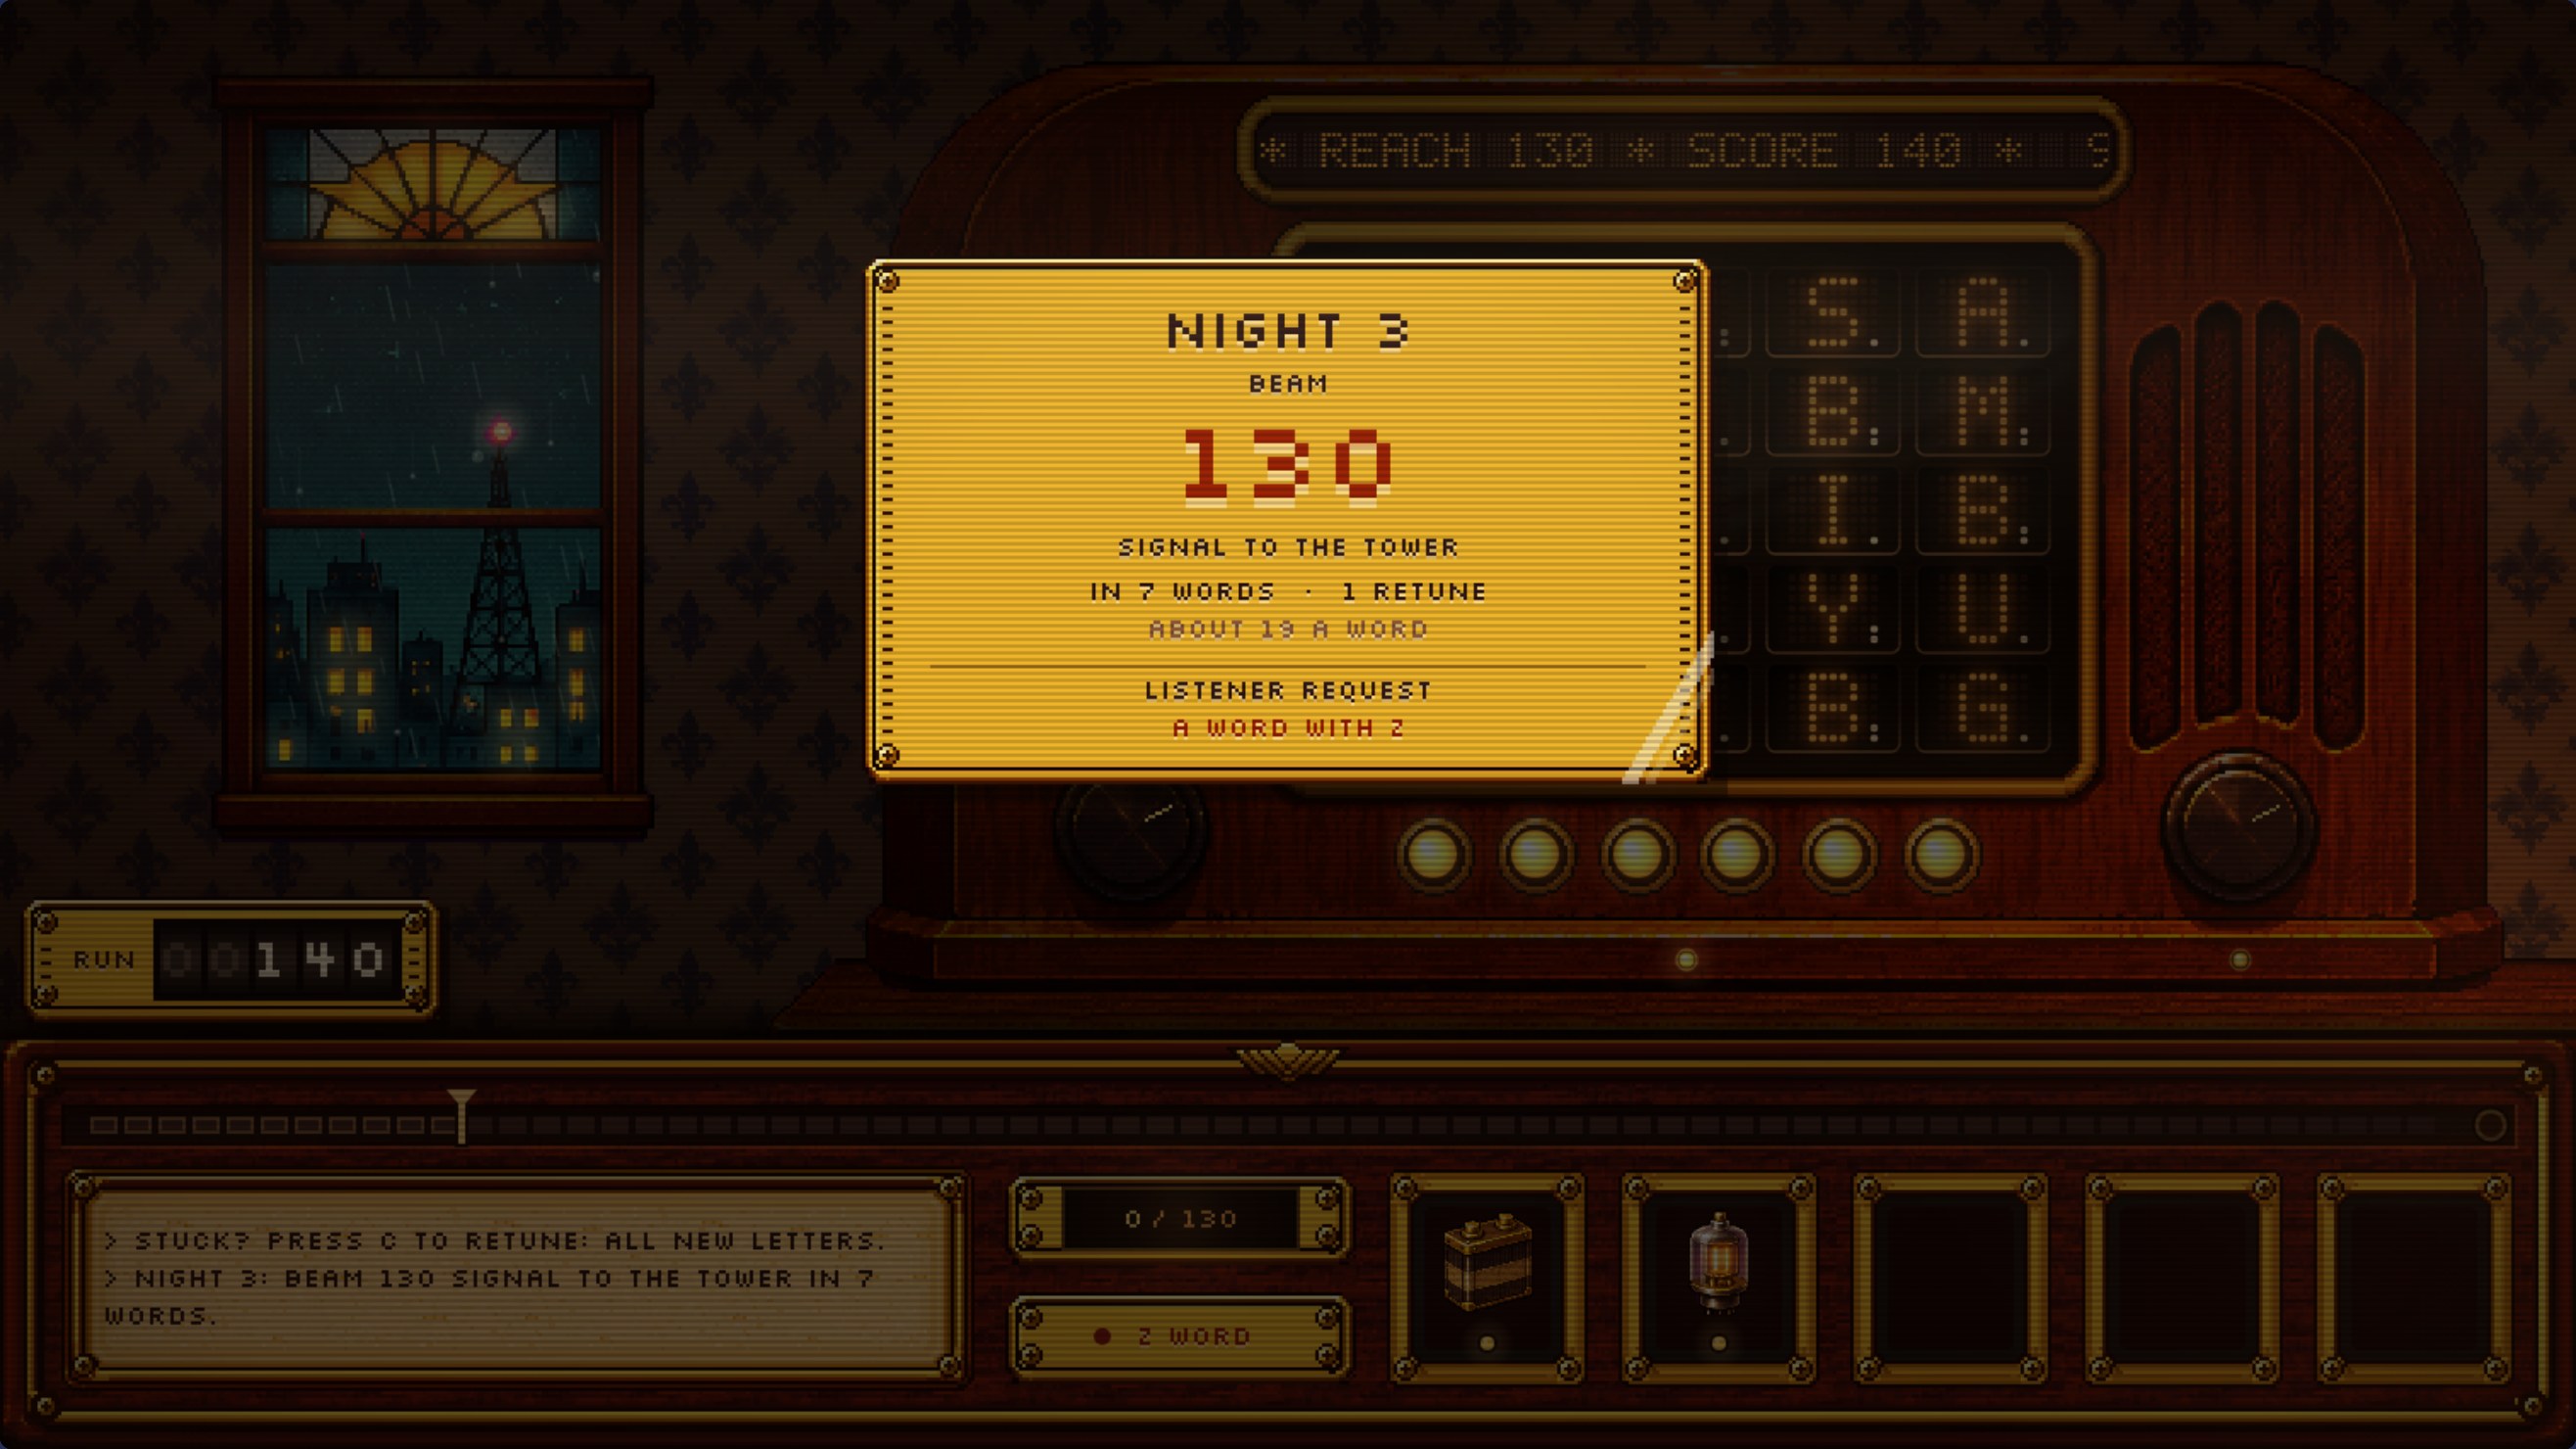 * REACH 130 * SCORE 140 * 9
NIGHT 3
BEAM
130
SIGNAL TO THE TOWER
IN 7 WORDS · 1 RETUNE
ABOUT 19 A WORD
LISTENER REQUEST
A WORD WITH Z
S A
B M
I B
Y U
B G
RUN 00140
> STUCK? PRESS C TO RETUNE: ALL NEW LETTERS.
> NIGHT 3: BEAM 130 SIGNAL TO THE TOWER IN 7
WORDS.
0 / 130
Z WORD